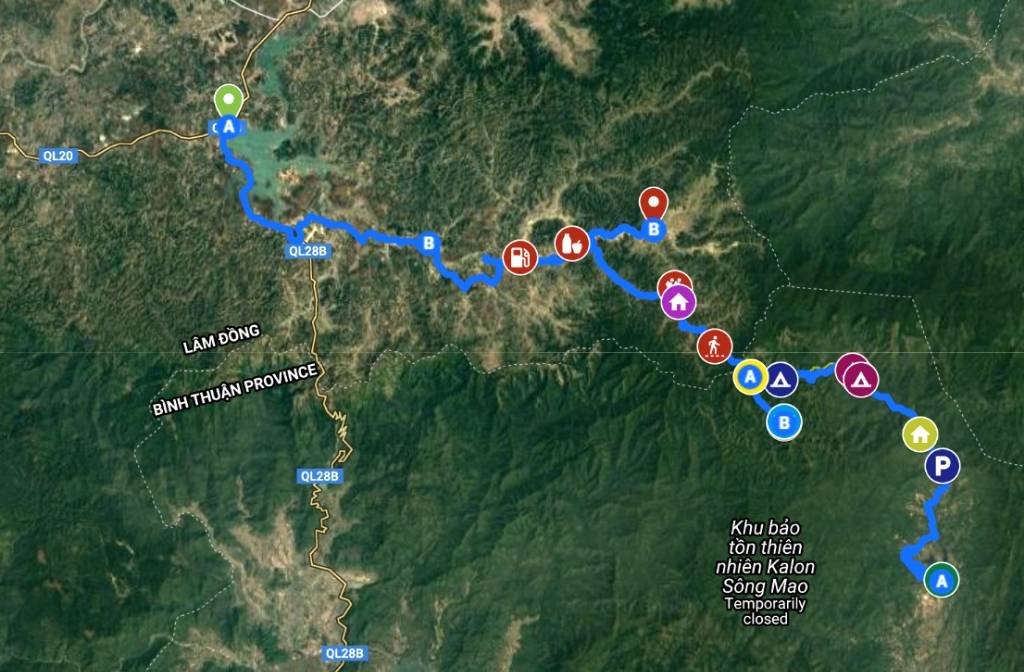 A
QL20
B
B
QL28B
LÂM ĐỒNG
BÌNH THUẬN PROVINCE
A
B
P
QL28B
Khu bảo
tồn thiên
nhiên Kalon
Sông Mao
Temporarily
closed
A
QL28B